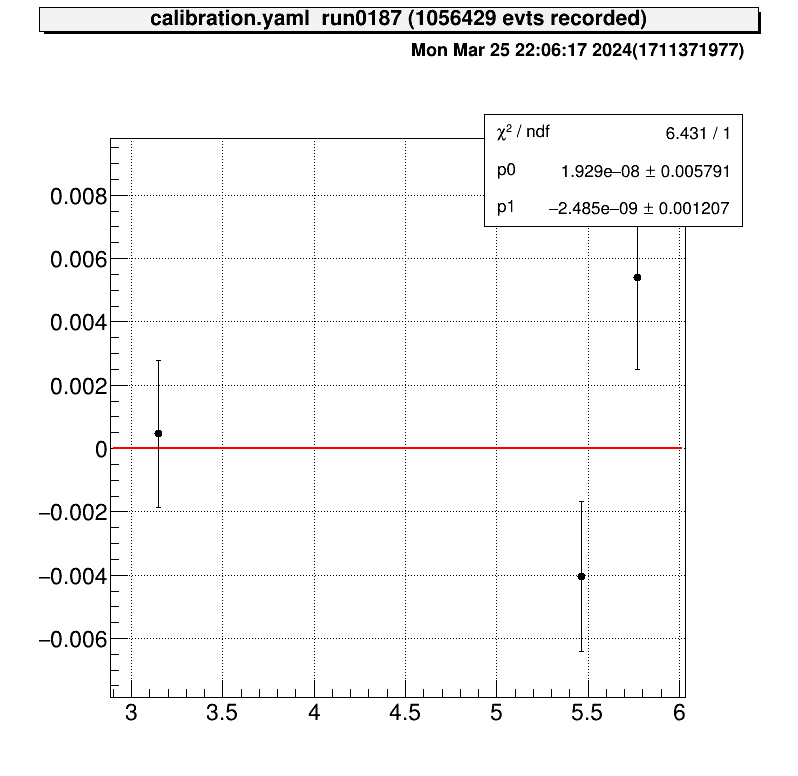 calibration.yaml  run0187 (1056429 evts recorded)
Mon Mar 25 22:06:17 2024(1711371977)
χ² / ndf 6.431 / 1
p0 1.929e−08 ± 0.005791
p1 −2.485e−09 ± 0.001207
0.008
0.006
0.004
0.002
0
−0.002
−0.004
−0.006
3 3.5 4 4.5 5 5.5 6